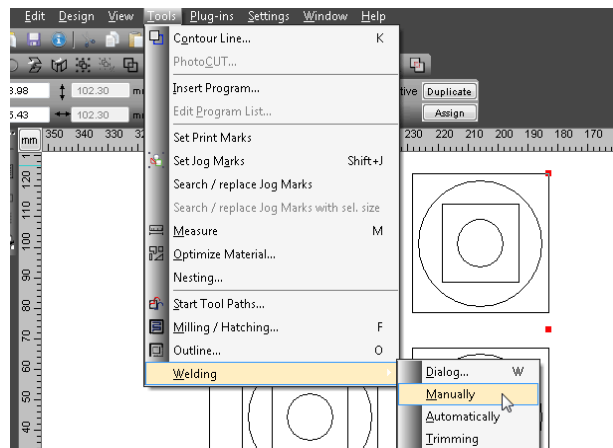 Edit Design View Tools Plug-ins Settings Window Help
Contour Line... K
PhotoCUT...
Insert Program...
Edit Program List...
Set Print Marks
Set Jog Marks Shift+J
Search / replace Jog Marks
Search / replace Jog Marks with sel. size
Measure M
Optimize Material...
Nesting...
Start Tool Paths...
Milling / Hatching... F
Outline... O
Welding
Dialog... W
Manually
Automatically
Trimming
3.98 102.30
Duplicate
5.43 102.30
Assign
mm 350 340 330 230 220 210 200 190 180 170
120
110
100
90
80
70
60
50
40